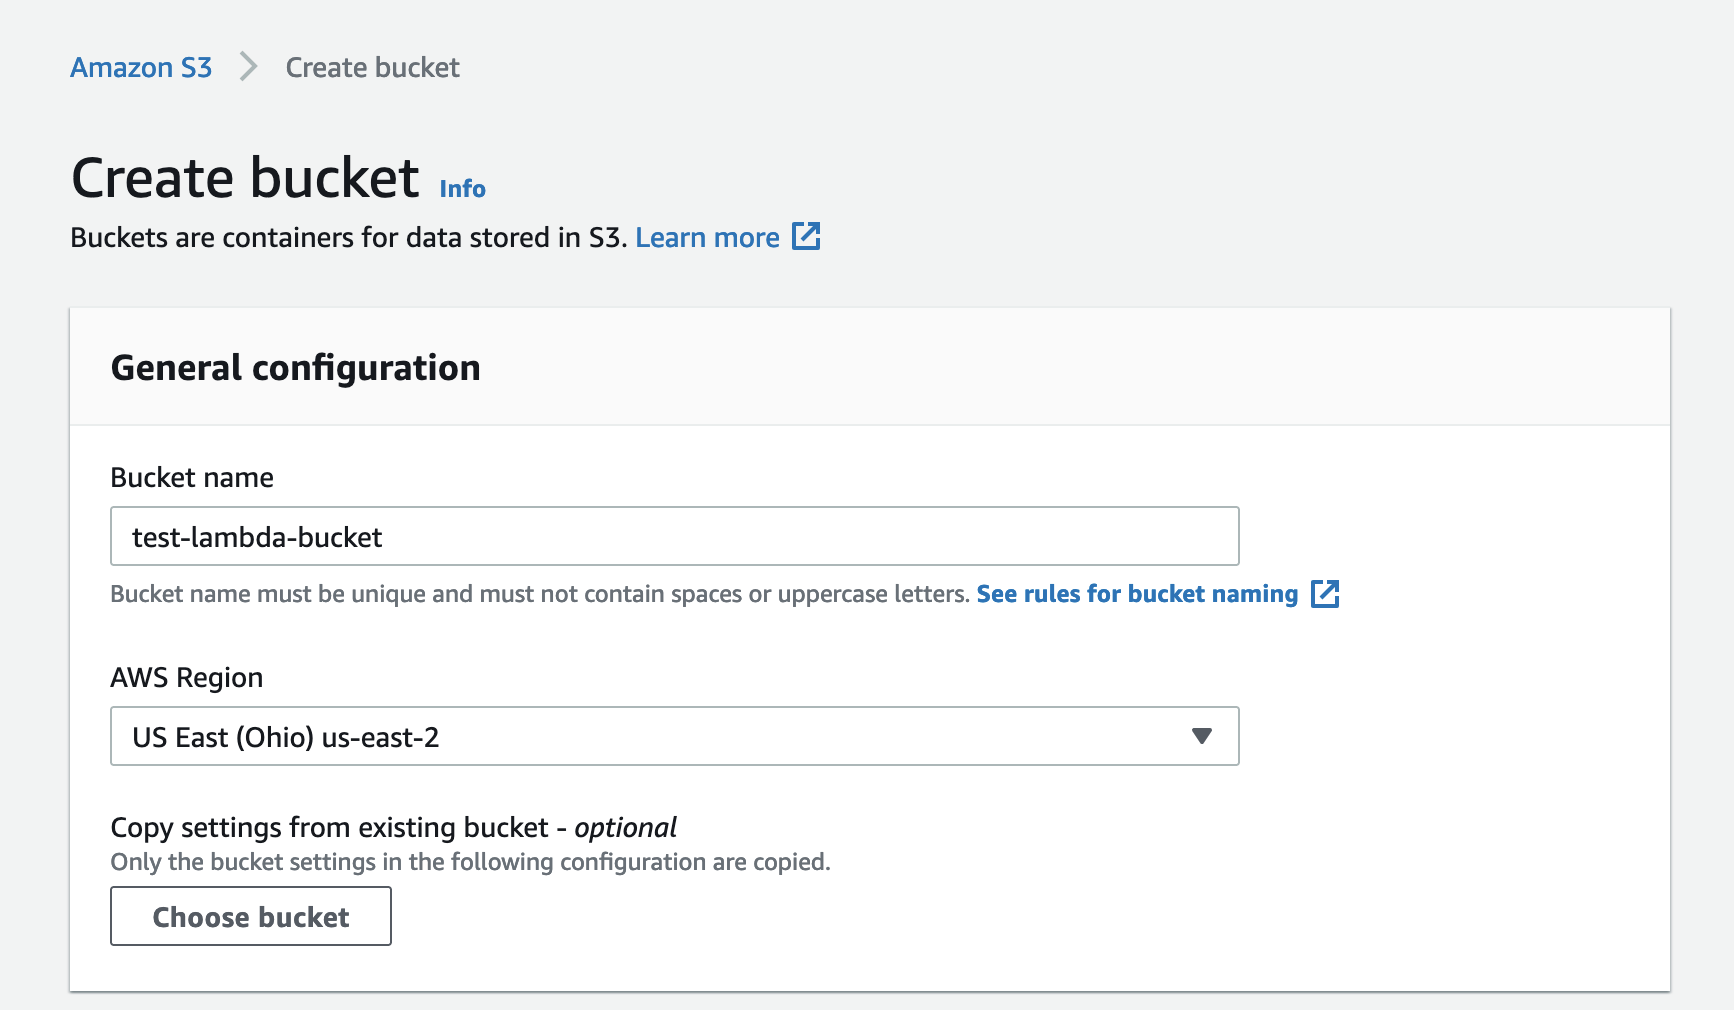 Amazon S3 Create bucket
Create bucket Info
Buckets are containers for data stored in S3. Learn more
General configuration
Bucket name
test-lambda-bucket
Bucket name must be unique and must not contain spaces or uppercase letters. See rules for bucket naming
AWS Region
US East (Ohio) us-east-2
Copy settings from existing bucket - optional
Only the bucket settings in the following configuration are copied.
Choose bucket